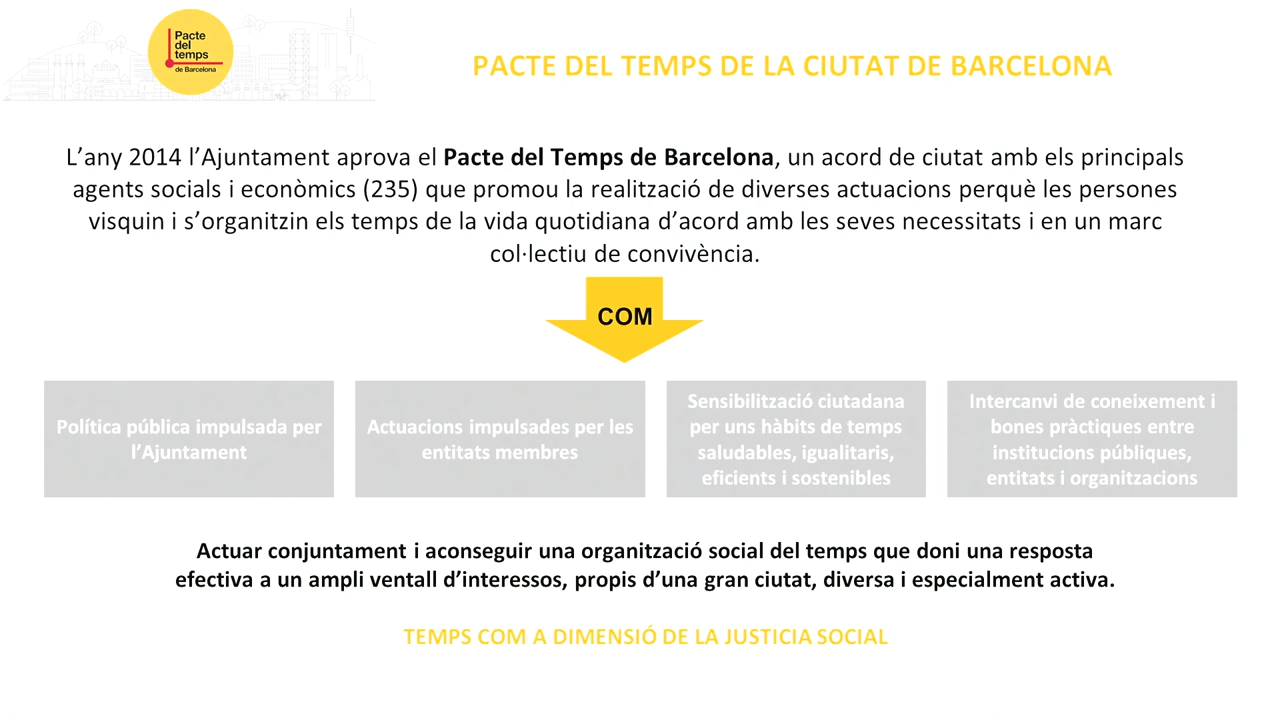 Pacte
del
temps
de Barcelona
PACTE DEL TEMPS DE LA CIUTAT DE BARCELONA
L’any 2014 l’Ajuntament aprova el Pacte del Temps de Barcelona, un acord de ciutat amb els principals
agents socials i econòmics (235) que promou la realització de diverses actuacions perquè les persones
visquin i s’organitzin els temps de la vida quotidiana d’acord amb les seves necessitats i en un marc
col·lectiu de convivència.
COM
Política pública impulsada per
l’Ajuntament
Actuacions impulsades per les
entitats membres
Sensibilització ciutadana
per uns hàbits de temps
saludables, igualitaris,
eficients i sostenibles
Intercanvi de coneixement i
bones pràctiques entre
institucions públiques,
entitats i organitzacions
Actuar conjuntament i aconseguir una organització social del temps que doni una resposta
efectiva a un ampli ventall d’interessos, propis d’una gran ciutat, diversa i especialment activa.
TEMPS COM A DIMENSIÓ DE LA JUSTICIA SOCIAL